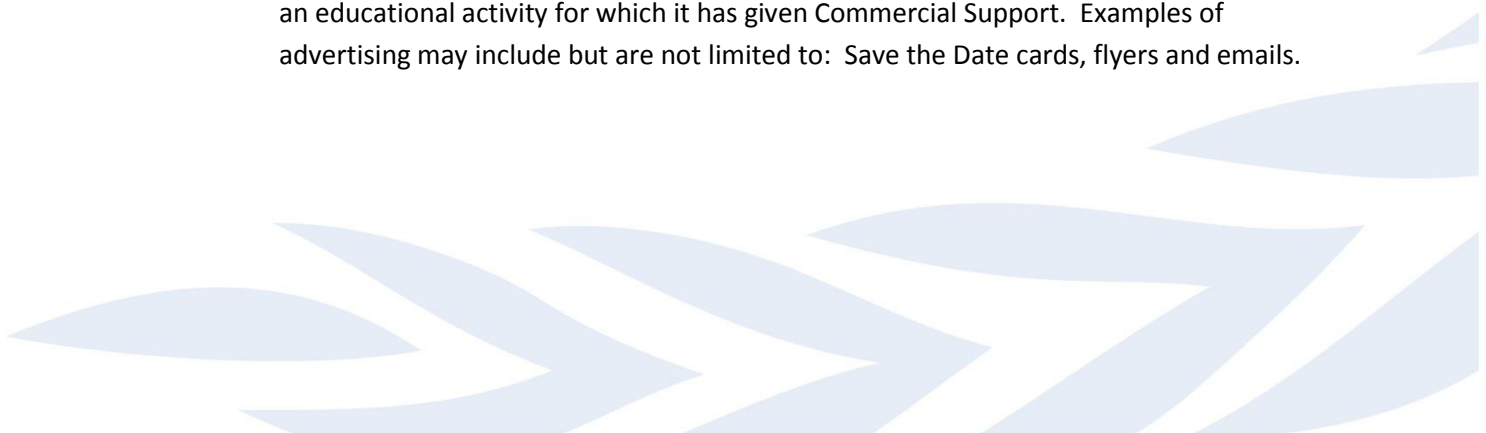 an educational activity for which it has given Commercial Support.  Examples of
advertising may include but are not limited to:  Save the Date cards, flyers and emails.